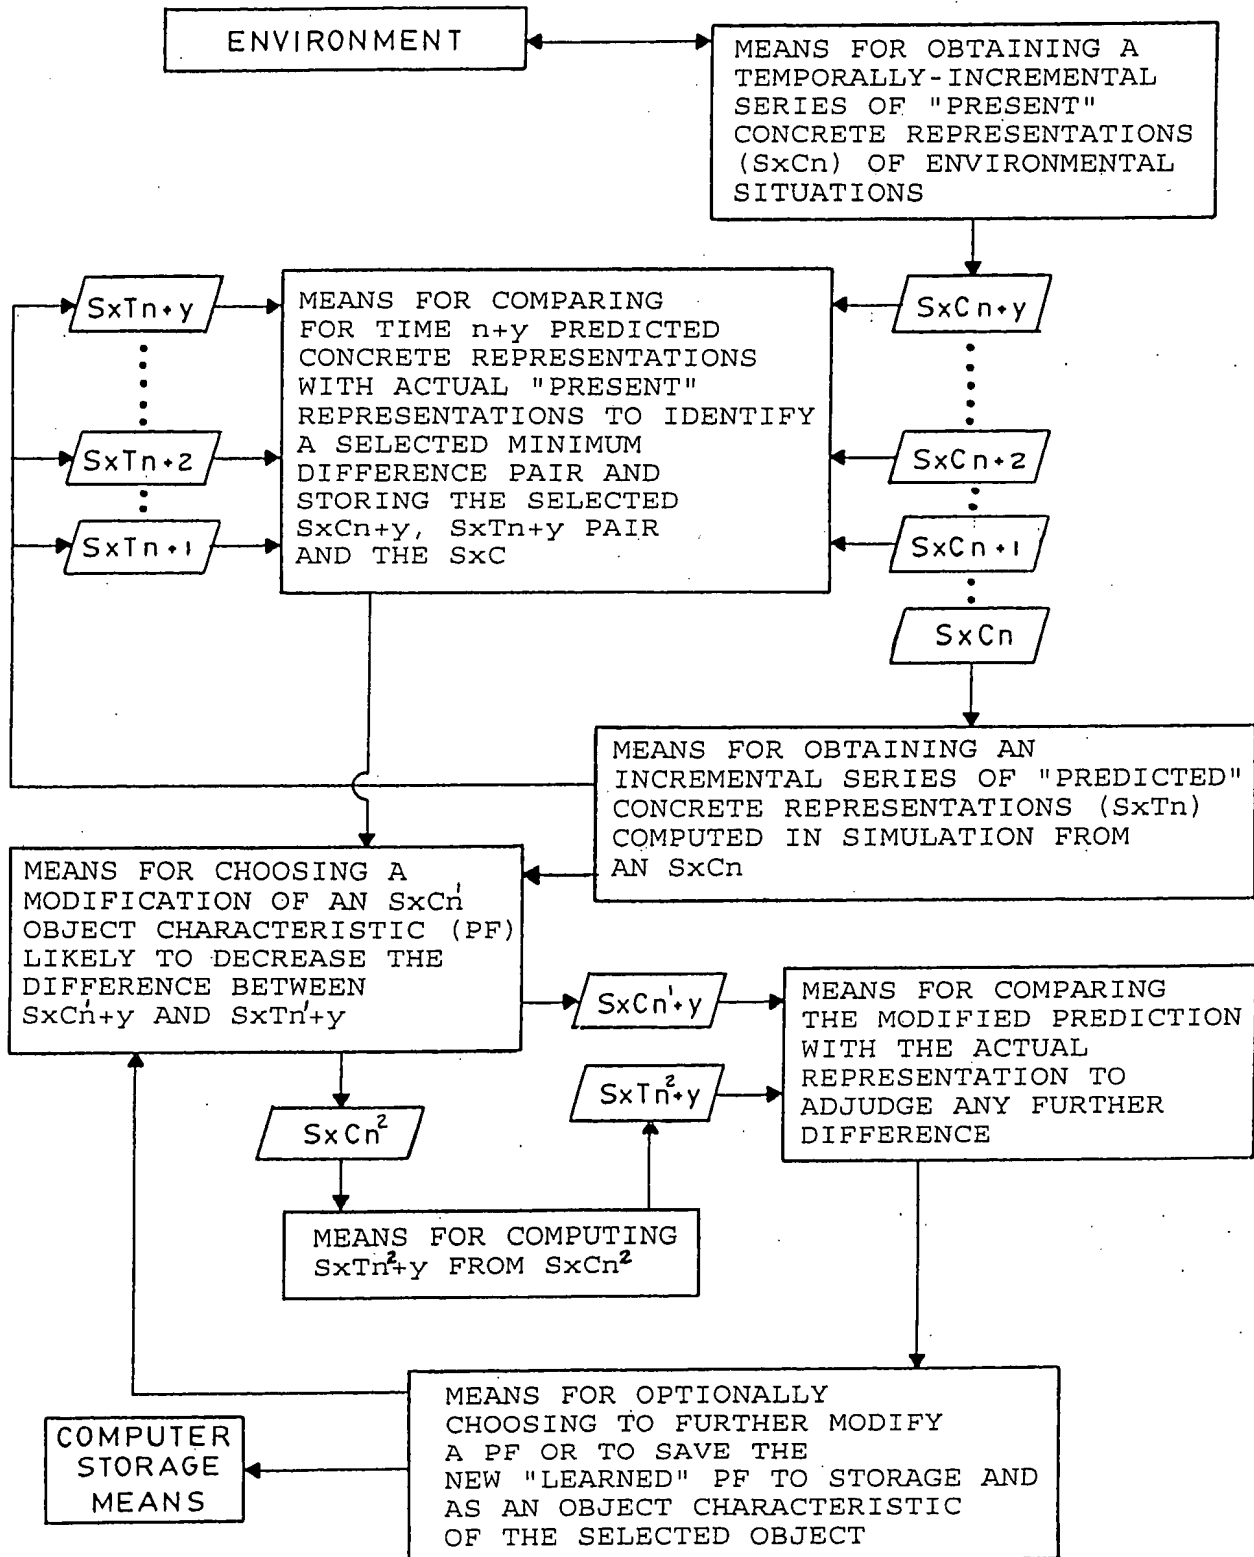 ENVIRONMENT
MEANS FOR OBTAINING A
TEMPORALLY-INCREMENTAL
SERIES OF "PRESENT"
CONCRETE REPRESENTATIONS
(SxCn) OF ENVIRONMENTAL
SITUATIONS
SxTn+y
MEANS FOR COMPARING
FOR TIME n+y PREDICTED
CONCRETE REPRESENTATIONS
WITH ACTUAL "PRESENT"
REPRESENTATIONS TO IDENTIFY
A SELECTED MINIMUM
DIFFERENCE PAIR AND
STORING THE SELECTED
SxCn+y, SxTn+y PAIR
AND THE SxC
SxCn+y
SxTn+2
SxCn+2
SxTn+1
SxCn+1
SxCn
MEANS FOR OBTAINING AN
INCREMENTAL SERIES OF "PREDICTED"
CONCRETE REPRESENTATIONS (SxTn)
COMPUTED IN SIMULATION FROM
AN SxCn
MEANS FOR CHOOSING A
MODIFICATION OF AN SxCn'
OBJECT CHARACTERISTIC (PF)
LIKELY TO DECREASE THE
DIFFERENCE BETWEEN
SxCn'+y AND SxTn'+y
SxCn'+y
SxTn²+y
MEANS FOR COMPARING
THE MODIFIED PREDICTION
WITH THE ACTUAL
REPRESENTATION TO
ADJUDGE ANY FURTHER
DIFFERENCE
SxCn²
MEANS FOR COMPUTING
SxTn²+y FROM SxCn²
MEANS FOR OPTIONALLY
CHOOSING TO FURTHER MODIFY
A PF OR TO SAVE THE
NEW "LEARNED" PF TO STORAGE AND
AS AN OBJECT CHARACTERISTIC
OF THE SELECTED OBJECT
COMPUTER
STORAGE
MEANS